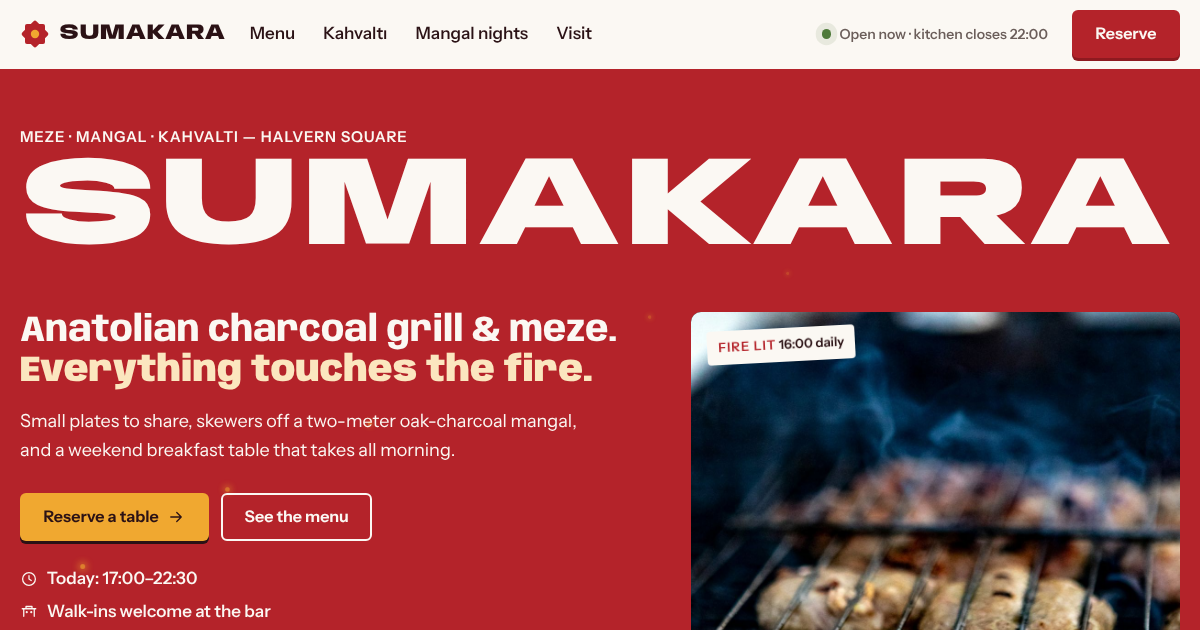 SUMAKARA
Menu
Kahvaltı
Mangal nights
Visit
Open now · kitchen closes 22:00
Reserve
MEZE · MANGAL · KAHVALTI — HALVERN SQUARE
SUMAKARA
Anatolian charcoal grill & meze.
Everything touches the fire.
Small plates to share, skewers off a two-meter oak-charcoal mangal,
and a weekend breakfast table that takes all morning.
Reserve a table →
See the menu
Today: 17:00–22:30
Walk-ins welcome at the bar
FIRE LIT 16:00 daily